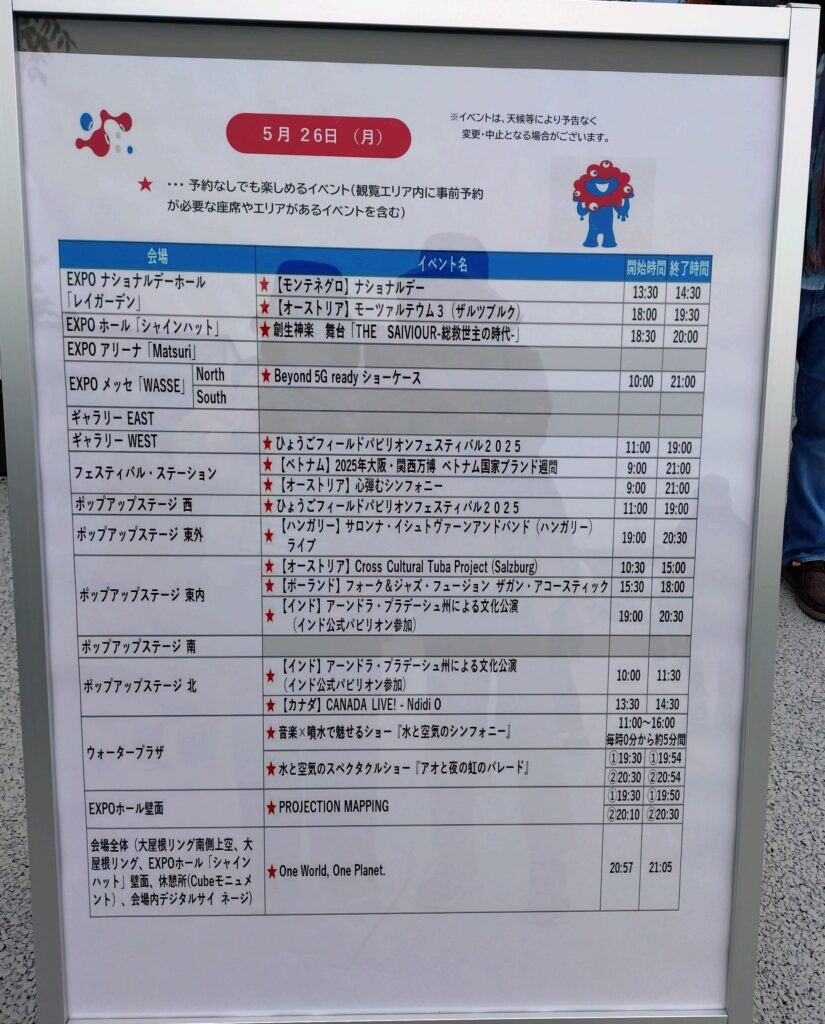 5月 26日 (月)
※イベントは、天候等により予告なく
変更・中止となる場合がございます。
★ ・・・ 予約なしでも楽しめるイベント(観覧エリア内に事前予約
が必要な座席やエリアがあるイベントを含む)
会場 イベント名 開始時間 終了時間
EXPO ナショナルデーホール
「レイガーデン」
★【モンテネグロ】ナショナルデー 13:30 14:30
★【オーストリア】モーツァルテウム3(ザルツブルク) 18:00 19:30
EXPO ホール「シャインハット」 ★創生神楽 舞台「THE SAIVIOUR-総救世主の時代-」 18:30 20:00
EXPO アリーナ「Matsuri」
EXPO メッセ「WASSE」 North ★Beyond 5G ready ショーケース 10:00 21:00
South
ギャラリー EAST
ギャラリー WEST ★ひょうごフィールドパビリオンフェスティバル2025 11:00 19:00
フェスティバル・ステーション ★【ベトナム】2025年大阪・関西万博 ベトナム国家ブランド週間 9:00 21:00
★【オーストリア】心弾むシンフォニー 9:00 21:00
ポップアップステージ 西 ★ひょうごフィールドパビリオンフェスティバル2025 11:00 19:00
ポップアップステージ 東外 ★【ハンガリー】サロンナ・イシュトヴァーンアンドバンド(ハンガリー)
ライブ 19:00 20:30
ポップアップステージ 東内 ★【オーストリア】Cross Cultural Tuba Project (Salzburg) 10:30 15:00
★【ポーランド】フォーク&ジャズ・フュージョン ザガン・アコースティック 15:30 18:00
★【インド】アーンドラ・プラデーシュ州による文化公演
(インド公式パビリオン参加) 19:00 20:30
ポップアップステージ 南
ポップアップステージ 北 ★【インド】アーンドラ・プラデーシュ州による文化公演
(インド公式パビリオン参加) 10:00 11:30
★【カナダ】CANADA LIVE! - Ndidi O 13:30 14:30
ウォータープラザ ★音楽×噴水で魅せるショー『水と空気のシンフォニー』 11:00~16:00
毎時0分から約5分間
★水と空気のスペクタクルショー『アオと夜の虹のパレード』 ①19:30 ①19:54
②20:30 ②20:54
EXPOホール壁面 ★PROJECTION MAPPING ①19:30 ①19:50
②20:10 ②20:30
会場全体(大屋根リング南側上空、大
屋根リング、EXPOホール「シャイン
ハット」壁面、休憩所(Cubeモニュメ
ント)、会場内デジタルサイ ネージ)
★One World, One Planet. 20:57 21:05